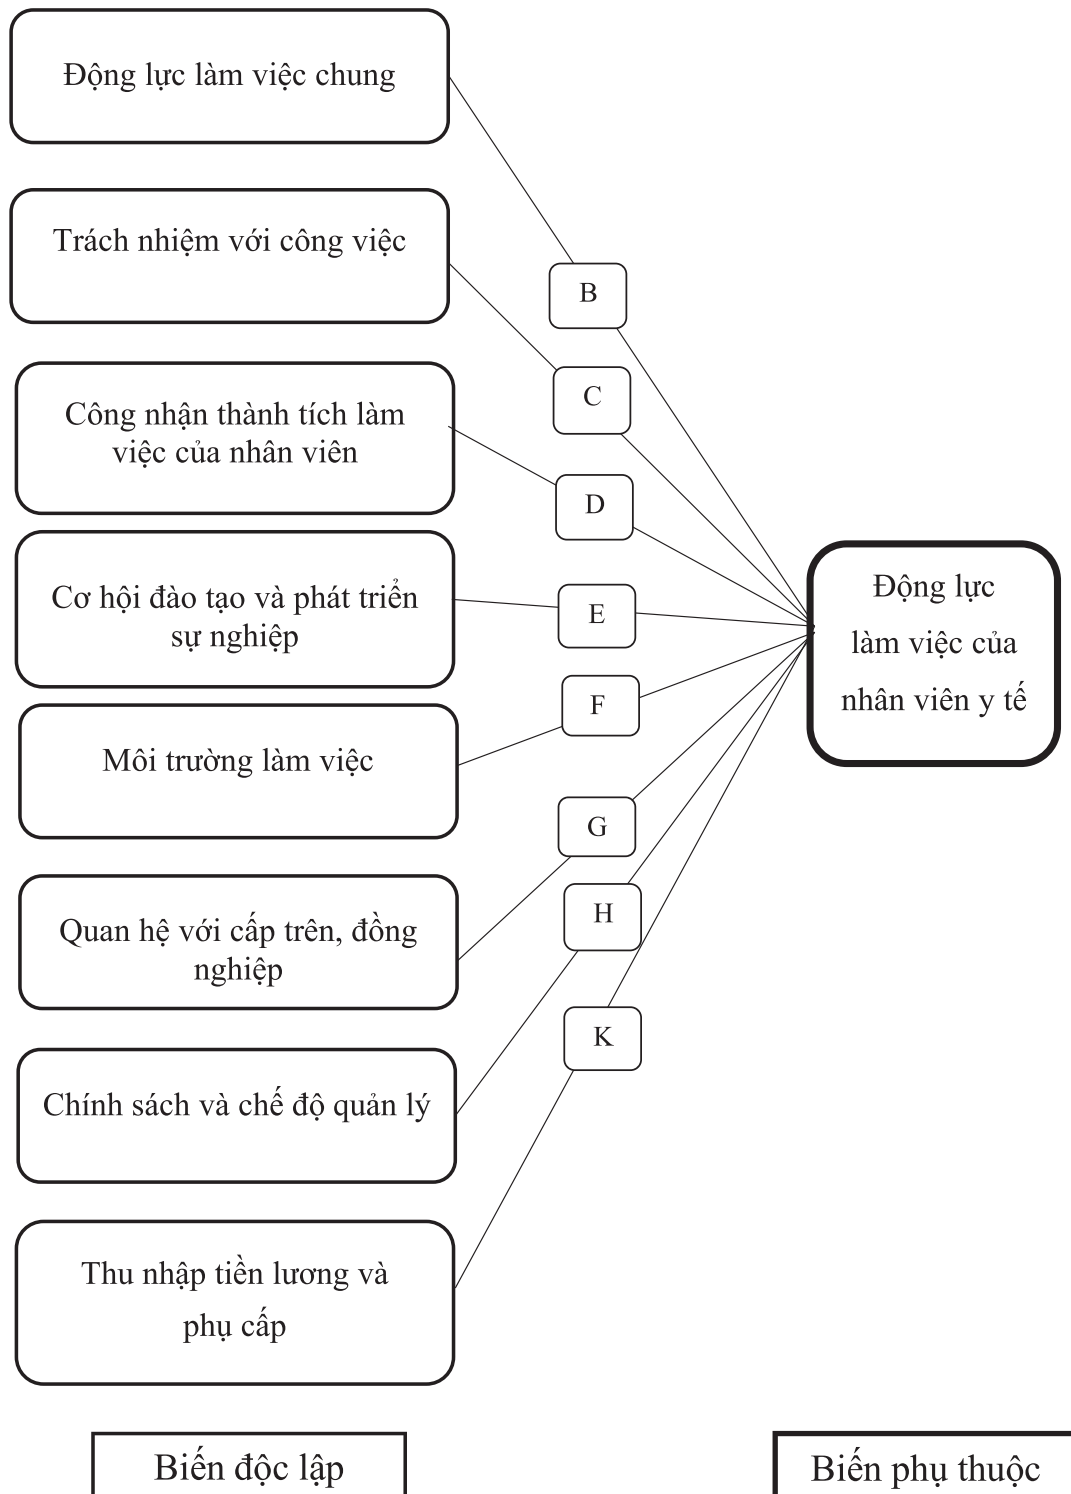 Động lực làm việc chung
Trách nhiệm với công việc
B
C
Công nhận thành tích làm
việc của nhân viên
D
Cơ hội đào tạo và phát triển
sự nghiệp
E
Động lực
làm việc của
nhân viên y tế
F
Môi trường làm việc
G
Quan hệ với cấp trên, đồng
nghiệp
H
K
Chính sách và chế độ quản lý
Thu nhập tiền lương và
phụ cấp
Biến độc lập
Biến phụ thuộc